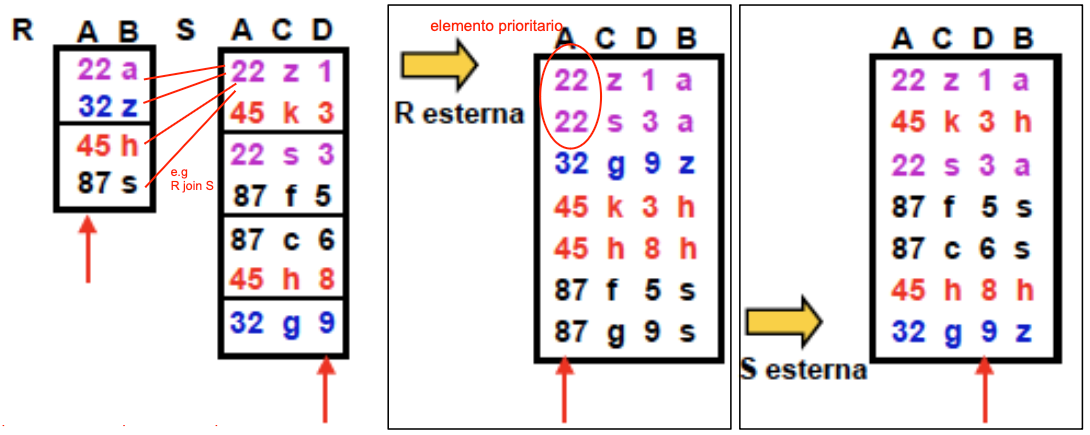 R A B
22 a
32 z
45 h
87 s
S A C D
22 z 1
45 k 3
22 s 3
87 f 5
87 c 6
45 h 8
32 g 9
e.g
R join S
elemento prioritario
R esterna
A C D B
22 z 1 a
22 s 3 a
32 g 9 z
45 k 3 h
45 h 8 h
87 f 5 s
87 g 9 s
S esterna
A C D B
22 z 1 a
45 k 3 h
22 s 3 a
87 f 5 s
87 c 6 s
45 h 8 h
32 g 9 z